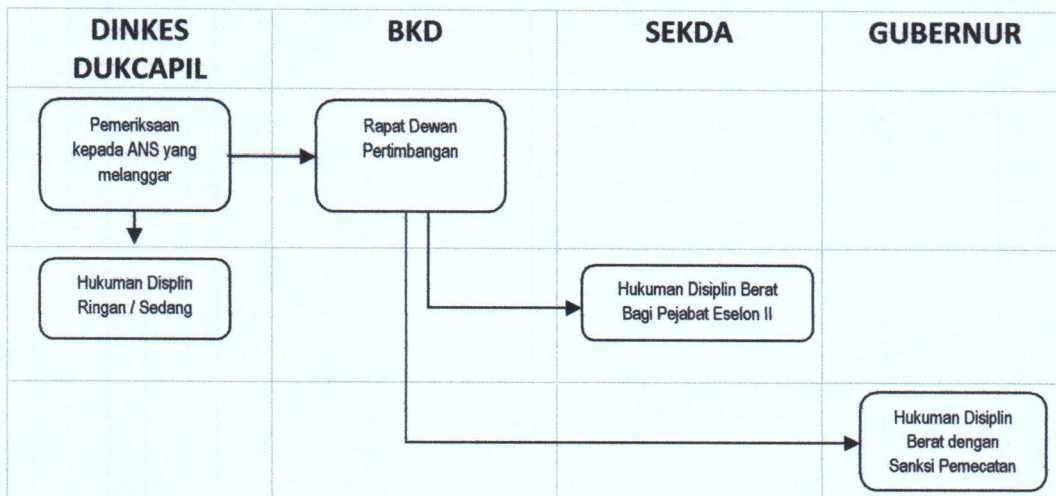 DINKES
DUKCAPIL
BKD
SEKDA
GUBERNUR
Pemeriksaan
kepada ANS yang
melanggar
Rapat Dewan
Pertimbangan
Hukuman Displin
Ringan / Sedang
Hukuman Disiplin Berat
Bagi Pejabat Eselon II
Hukuman Disiplin
Berat dengan
Sanksi Pemecatan